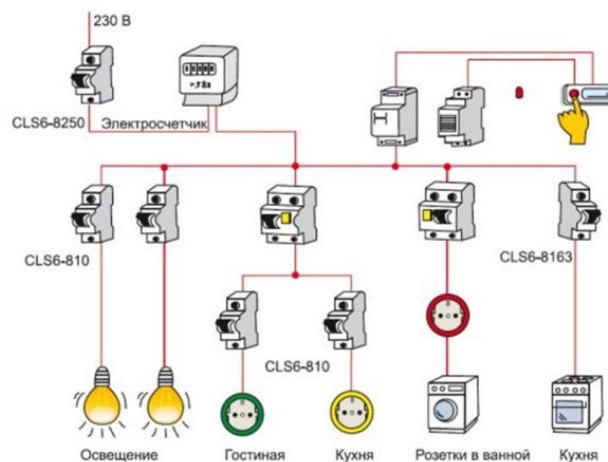 230 В
CLS6-8250
Электросчетчик
CLS6-810
CLS6-8163
CLS6-810
Освещение
Гостиная
Кухня
Розетки в ванной
Кухня